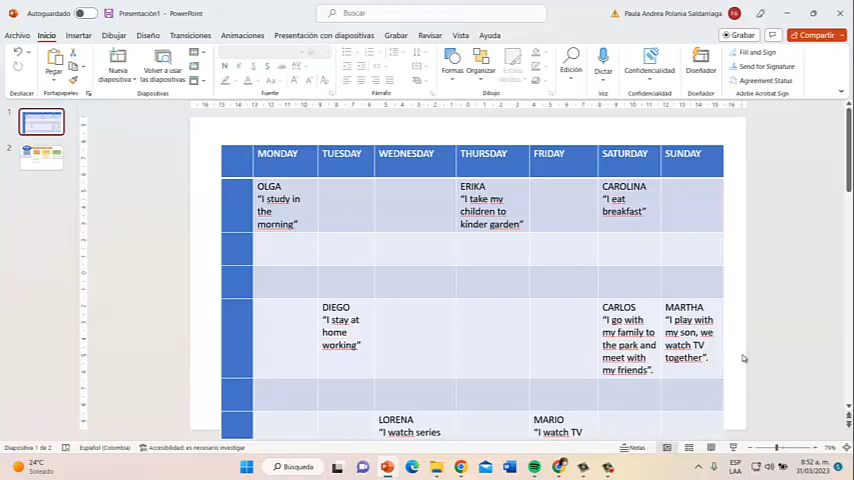 Autoguardado
Presentación1 - PowerPoint
Buscar
Paula Andrea Polania Saldarriaga
PA
Archivo Inicio Insertar Dibujar Diseño Transiciones Animaciones Presentación con diapositivas Grabar Revisar Vista Ayuda
Grabar
Compartir
Pegar
Nueva diapositiva
Volver a usar las diapositivas
Formas
Organizar
Estilos
Edición
Dictar
Confidencialidad
Diseñador
Fill and Sign
Send for Signature
Agreement Status
Portapapeles
Diapositivas
Fuente
Párrafo
Dibujo
Voz
Confidencialidad
Diseñador
Adobe Acrobat Sign
1
2
MONDAY TUESDAY WEDNESDAY THURSDAY FRIDAY SATURDAY SUNDAY
OLGA
"I study in
the
morning"
ERIKA
"I take my
children to
kínder garden"
CAROLINA
"I eat
breakfast"
DIEGO
"I stay at
home
working"
CARLOS
"I go with
my family to
the park and
meet with
my friends".
MARTHA
"I play with
my son, we
watch TV
together".
LORENA
"I watch series
MARIO
"I watch TV
Diapositiva 1 de 2
Español (Colombia)
Accesibilidad: es necesario investigar
Notas
79%
24°C
Soleado
Búsqueda
ESP
LAA
8:52 a. m.
31/03/2023